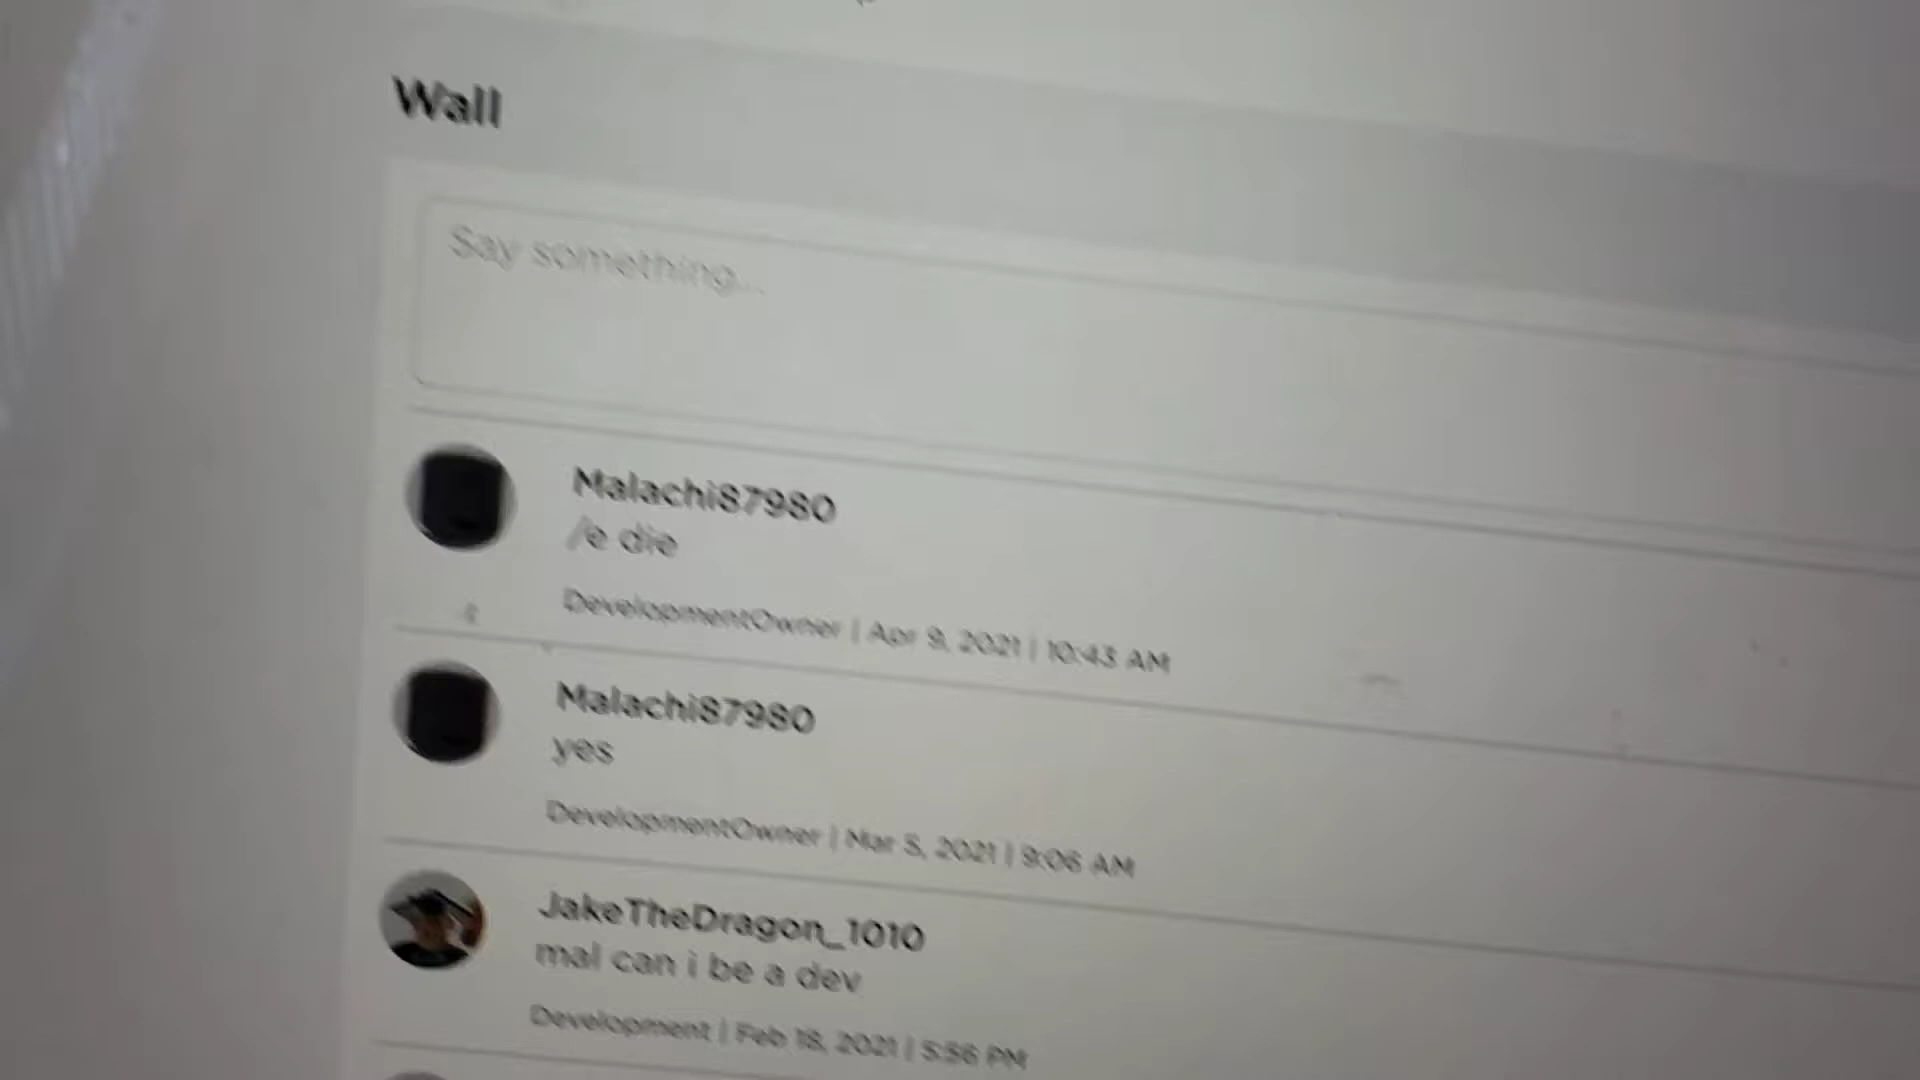 Wall
Say something...
Malachi87980
/e die
DevelopmentOwner | Apr 9, 2021 | 10:43 AM
Malachi87980
yes
DevelopmentOwner | Mar 5, 2021 | 9:06 AM
JakeTheDragon_1010
mal can i be a dev
Development | Feb 18, 2021 | 5:56 PM